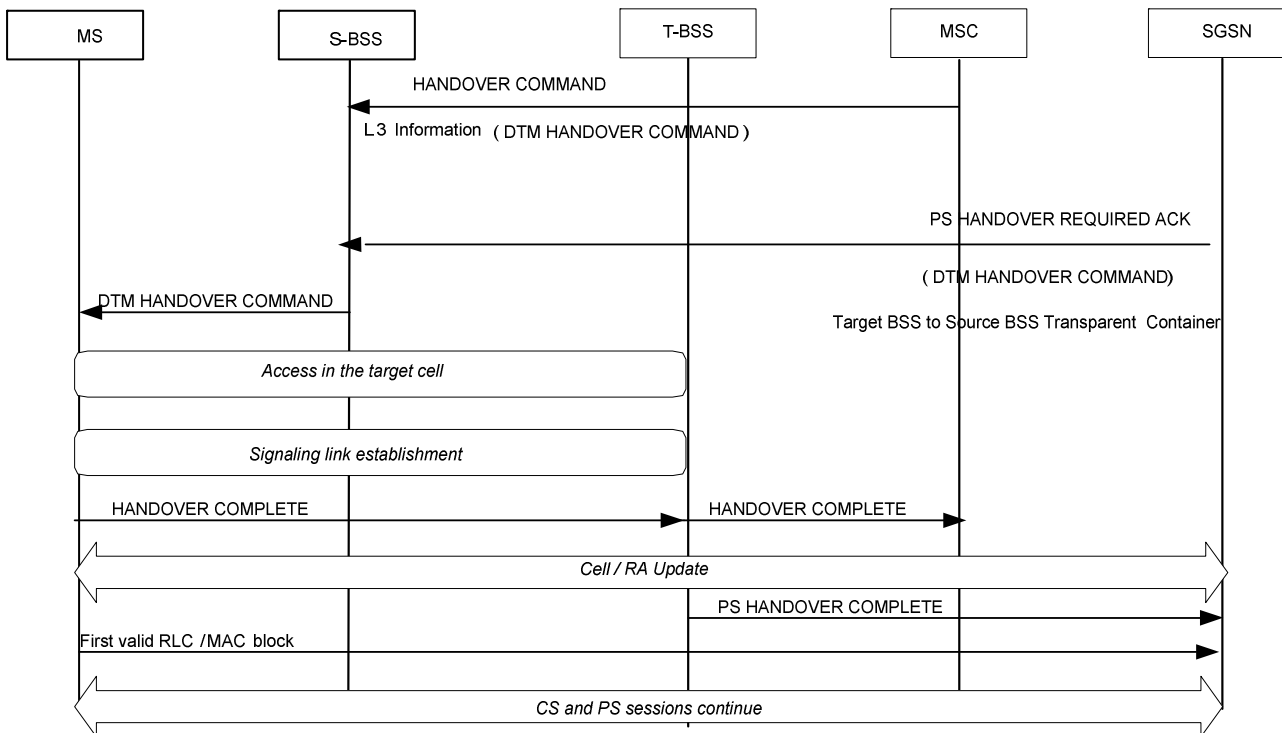 MS
S-BSS
T-BSS
MSC
SGSN
HANDOVER COMMAND
L3 Information ( DTM HANDOVER COMMAND )
PS HANDOVER REQUIRED ACK
( DTM HANDOVER COMMAND)
DTM HANDOVER COMMAND
Target BSS to Source BSS Transparent Container
Access in the target cell
Signaling link establishment
HANDOVER COMPLETE
HANDOVER COMPLETE
Cell / RA Update
PS HANDOVER COMPLETE
First valid RLC /MAC block
CS and PS sessions continue